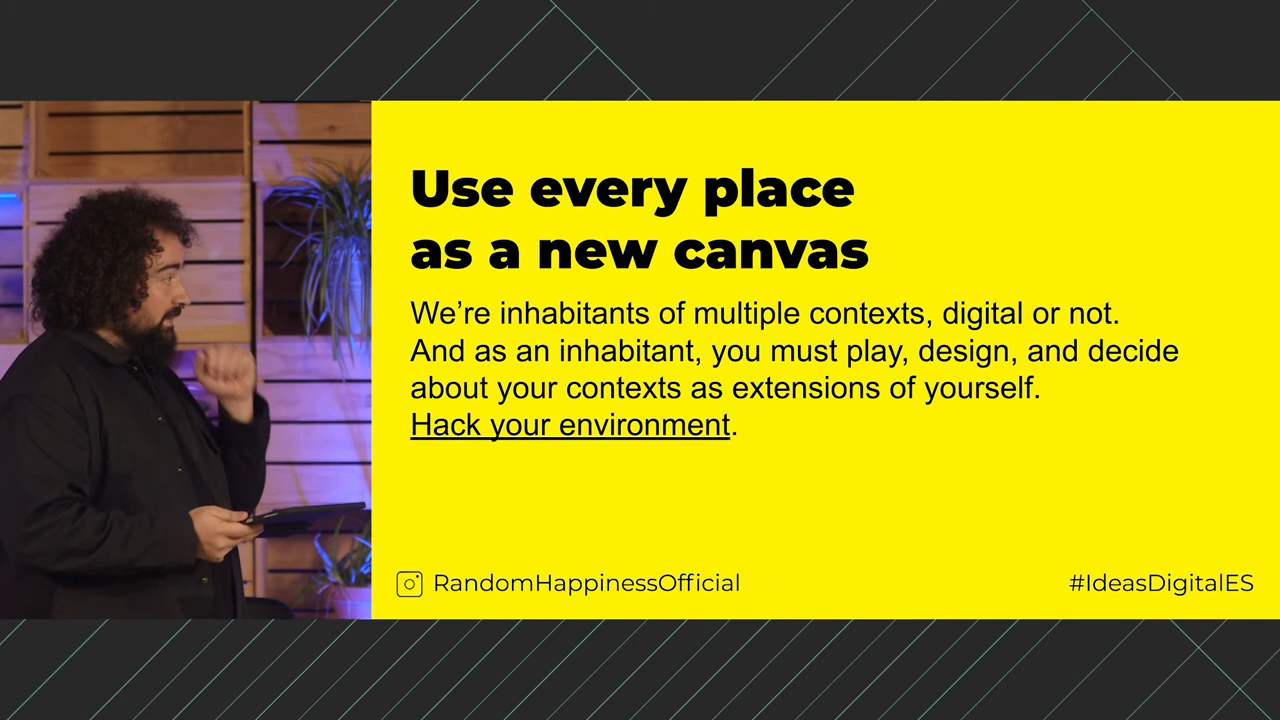 Use every place
as a new canvas
We’re inhabitants of multiple contexts, digital or not.
And as an inhabitant, you must play, design, and decide
about your contexts as extensions of yourself.
Hack your environment.
RandomHappinessOfficial
#IdeasDigitalES